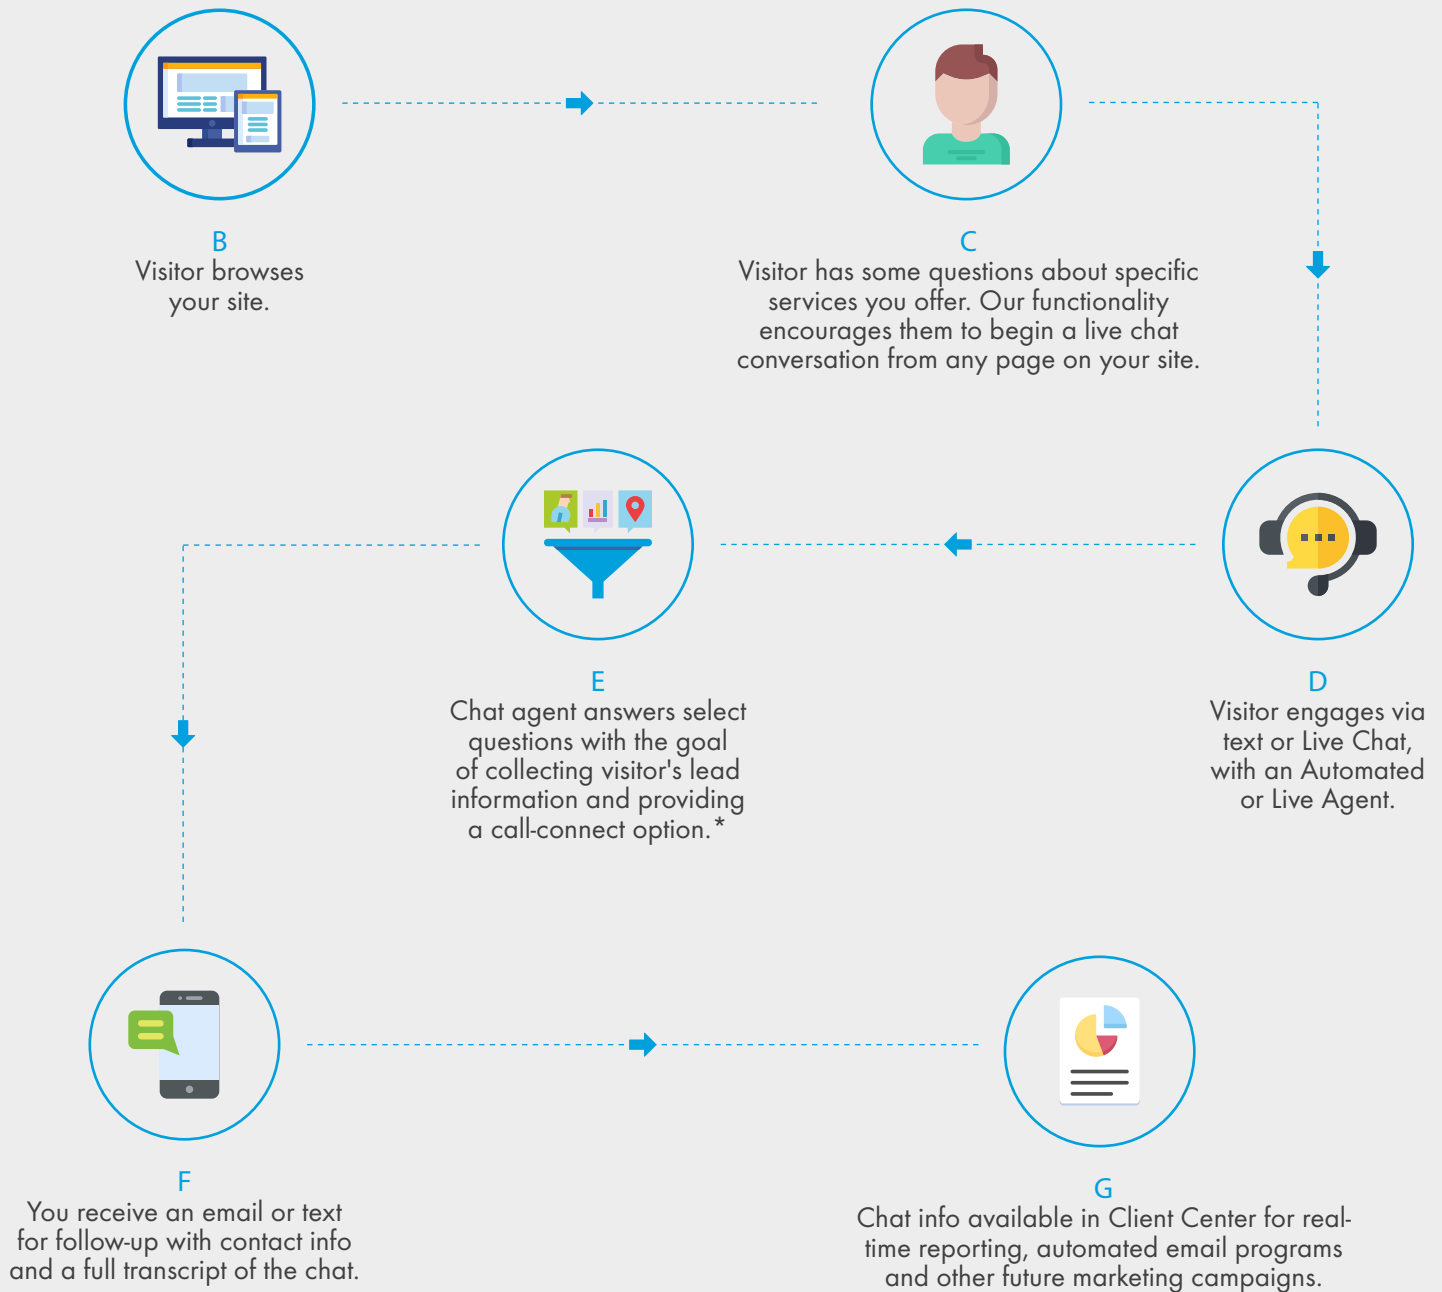 B
Visitor browses
your site.
C
Visitor has some questions about specific
services you offer. Our functionality
encourages them to begin a live chat
conversation from any page on your site.
D
Visitor engages via
text or Live Chat,
with an Automated
or Live Agent.
E
Chat agent answers select
questions with the goal
of collecting visitor's lead
information and providing
a call-connect option.*
F
You receive an email or text
for follow-up with contact info
and a full transcript of the chat.
G
Chat info available in Client Center for real-
time reporting, automated email programs
and other future marketing campaigns.